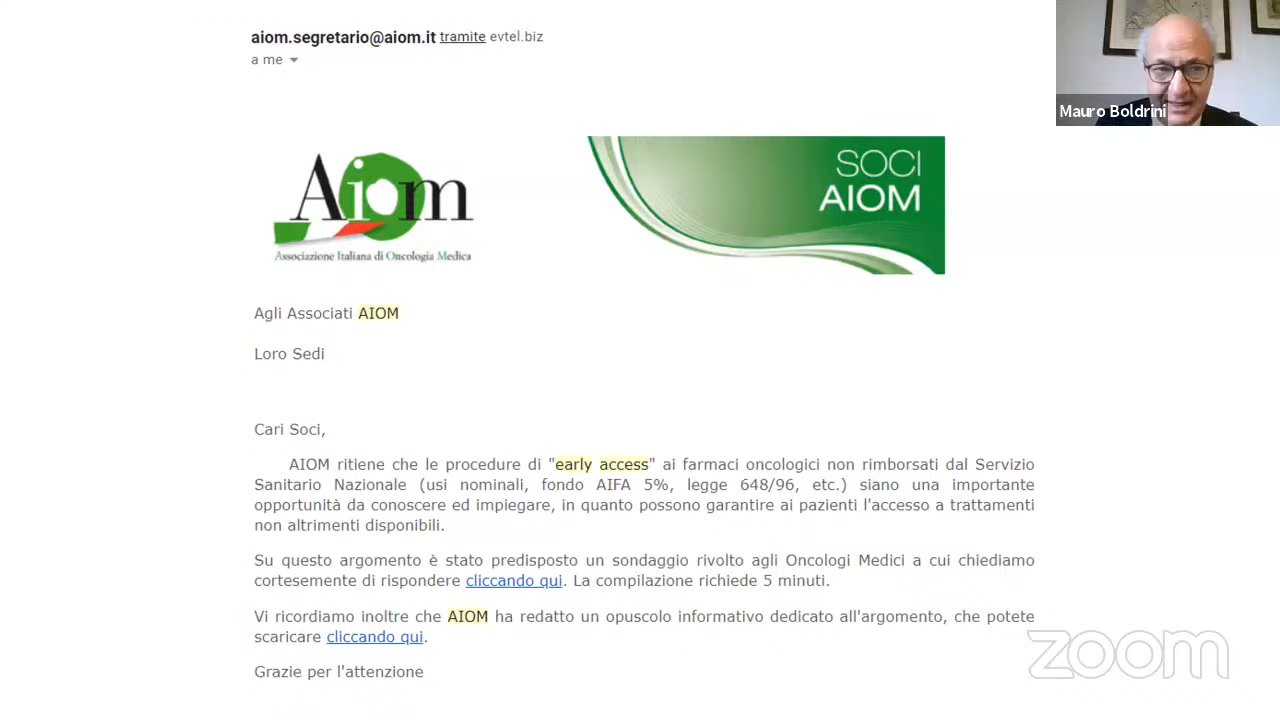 aiom.segretario@aiom.it tramite evtel.biz
a me
Mauro Boldrini
Aiom
Associazione Italiana di Oncologia Medica
SOCI
AIOM
Agli Associati AIOM
Loro Sedi
Cari Soci,
AIOM ritiene che le procedure di "early access" ai farmaci oncologici non rimborsati dal Servizio
Sanitario Nazionale (usi nominali, fondo AIFA 5%, legge 648/96, etc.) siano una importante
opportunità da conoscere ed impiegare, in quanto possono garantire ai pazienti l'accesso a trattamenti
non altrimenti disponibili.
Su questo argomento è stato predisposto un sondaggio rivolto agli Oncologi Medici a cui chiediamo
cortesemente di rispondere cliccando qui. La compilazione richiede 5 minuti.
Vi ricordiamo inoltre che AIOM ha redatto un opuscolo informativo dedicato all'argomento, che potete
scaricare cliccando qui.
Grazie per l'attenzione
zoom